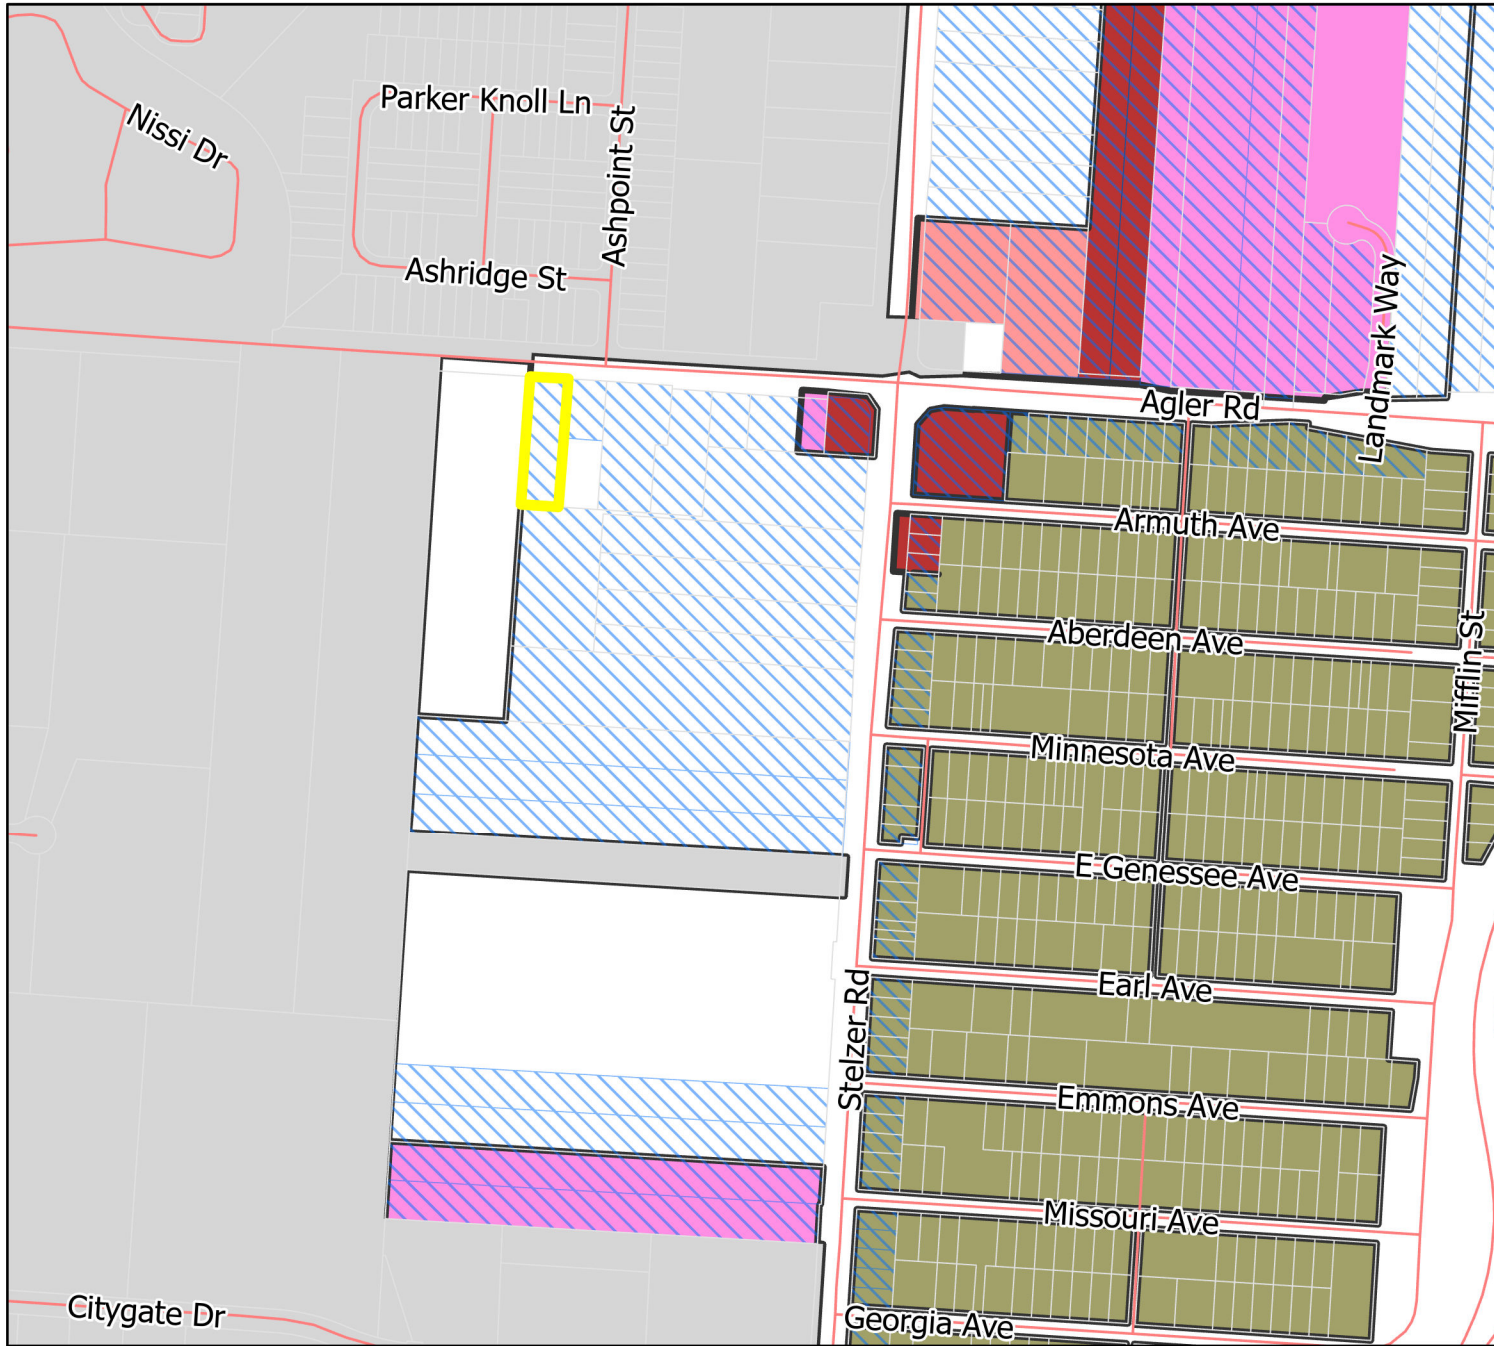 Parker Knoll Ln
Nissi Dr
Ashpoint St
Ashridge St
Landmark Way
Agler Rd
Armuth Ave
Aberdeen Ave
Mifflin St
Minnesota Ave
E Genessee Ave
Earl Ave
Stelzer Rd
Emmons Ave
Missouri Ave
Citygate Dr
Georgia Ave